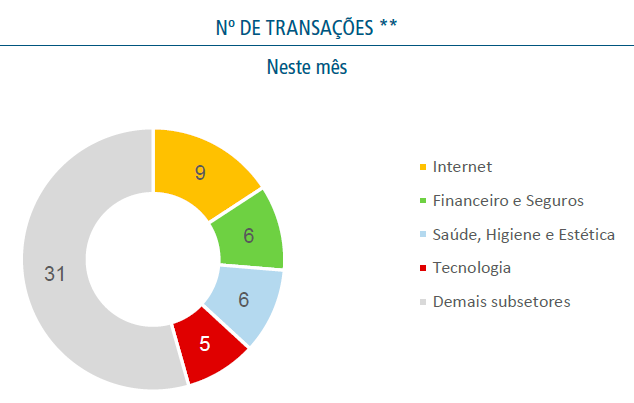 Nº DE TRANSAÇÕES **
Neste mês
9
6
6
5
31
Internet
Financeiro e Seguros
Saúde, Higiene e Estética
Tecnologia
Demais subsetores